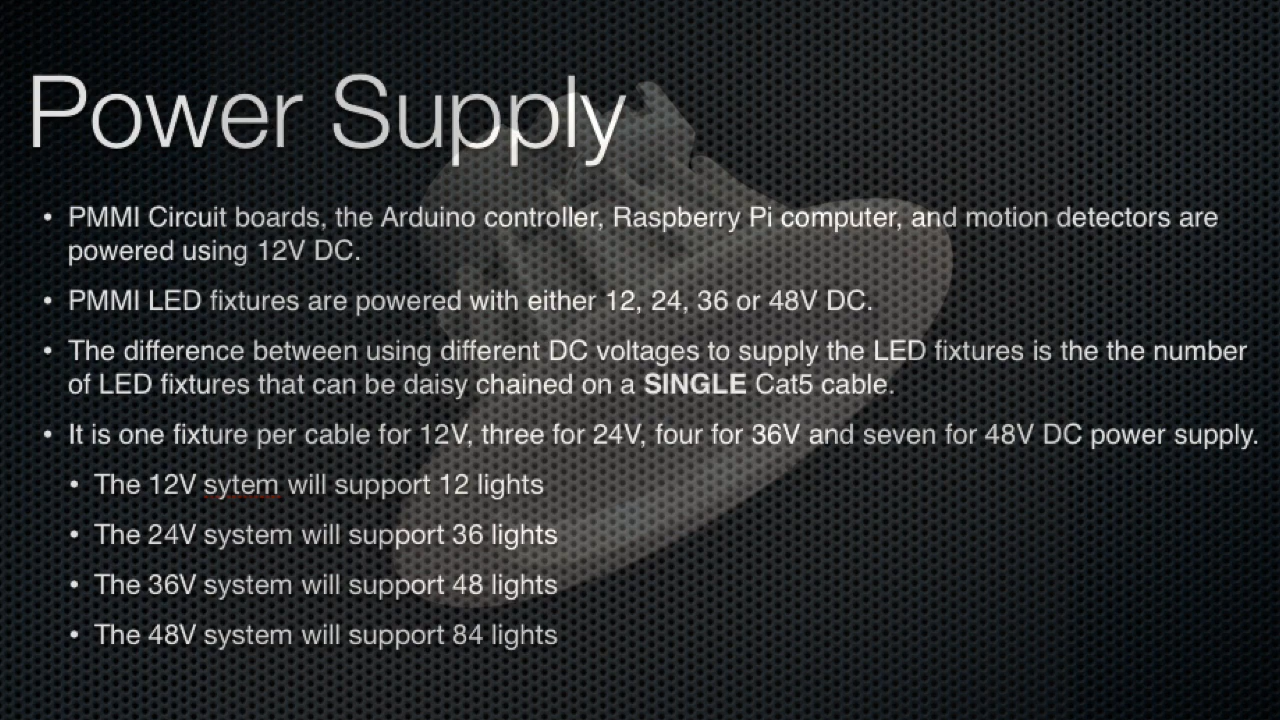 Power Supply
• PMMI Circuit boards, the Arduino controller, Raspberry Pi computer, and motion detectors are
powered using 12V DC.
• PMMI LED fixtures are powered with either 12, 24, 36 or 48V DC.
• The difference between using different DC voltages to supply the LED fixtures is the the number
of LED fixtures that can be daisy chained on a SINGLE Cat5 cable.
• It is one fixture per cable for 12V, three for 24V, four for 36V and seven for 48V DC power supply.
• The 12V sytem will support 12 lights
• The 24V system will support 36 lights
• The 36V system will support 48 lights
• The 48V system will support 84 lights